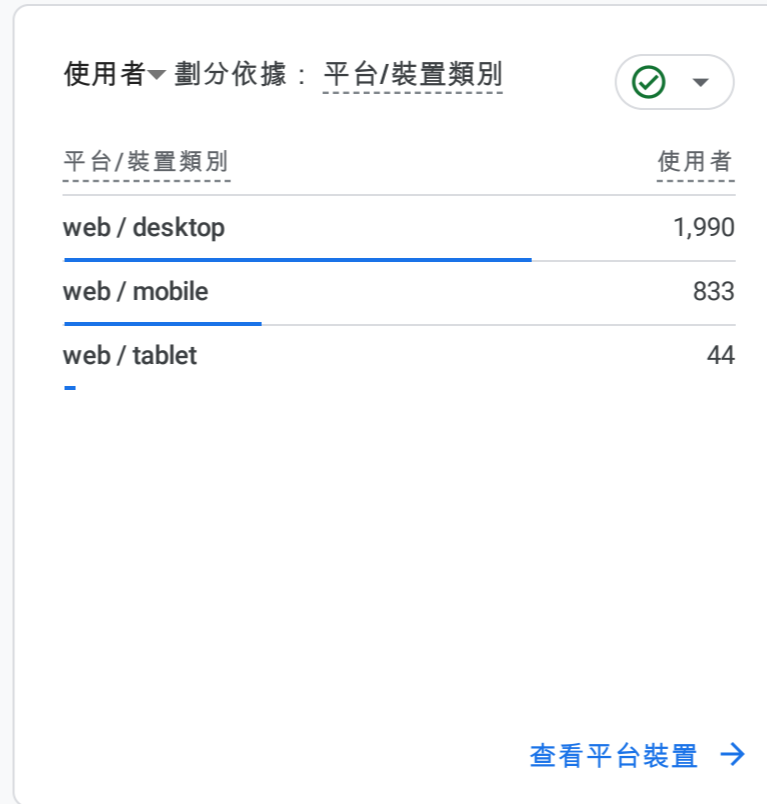 使用者 劃分依據： 平台/裝置類別
平台/裝置類別 使用者
web / desktop 1,990
web / mobile 833
web / tablet 44
查看平台裝置 →